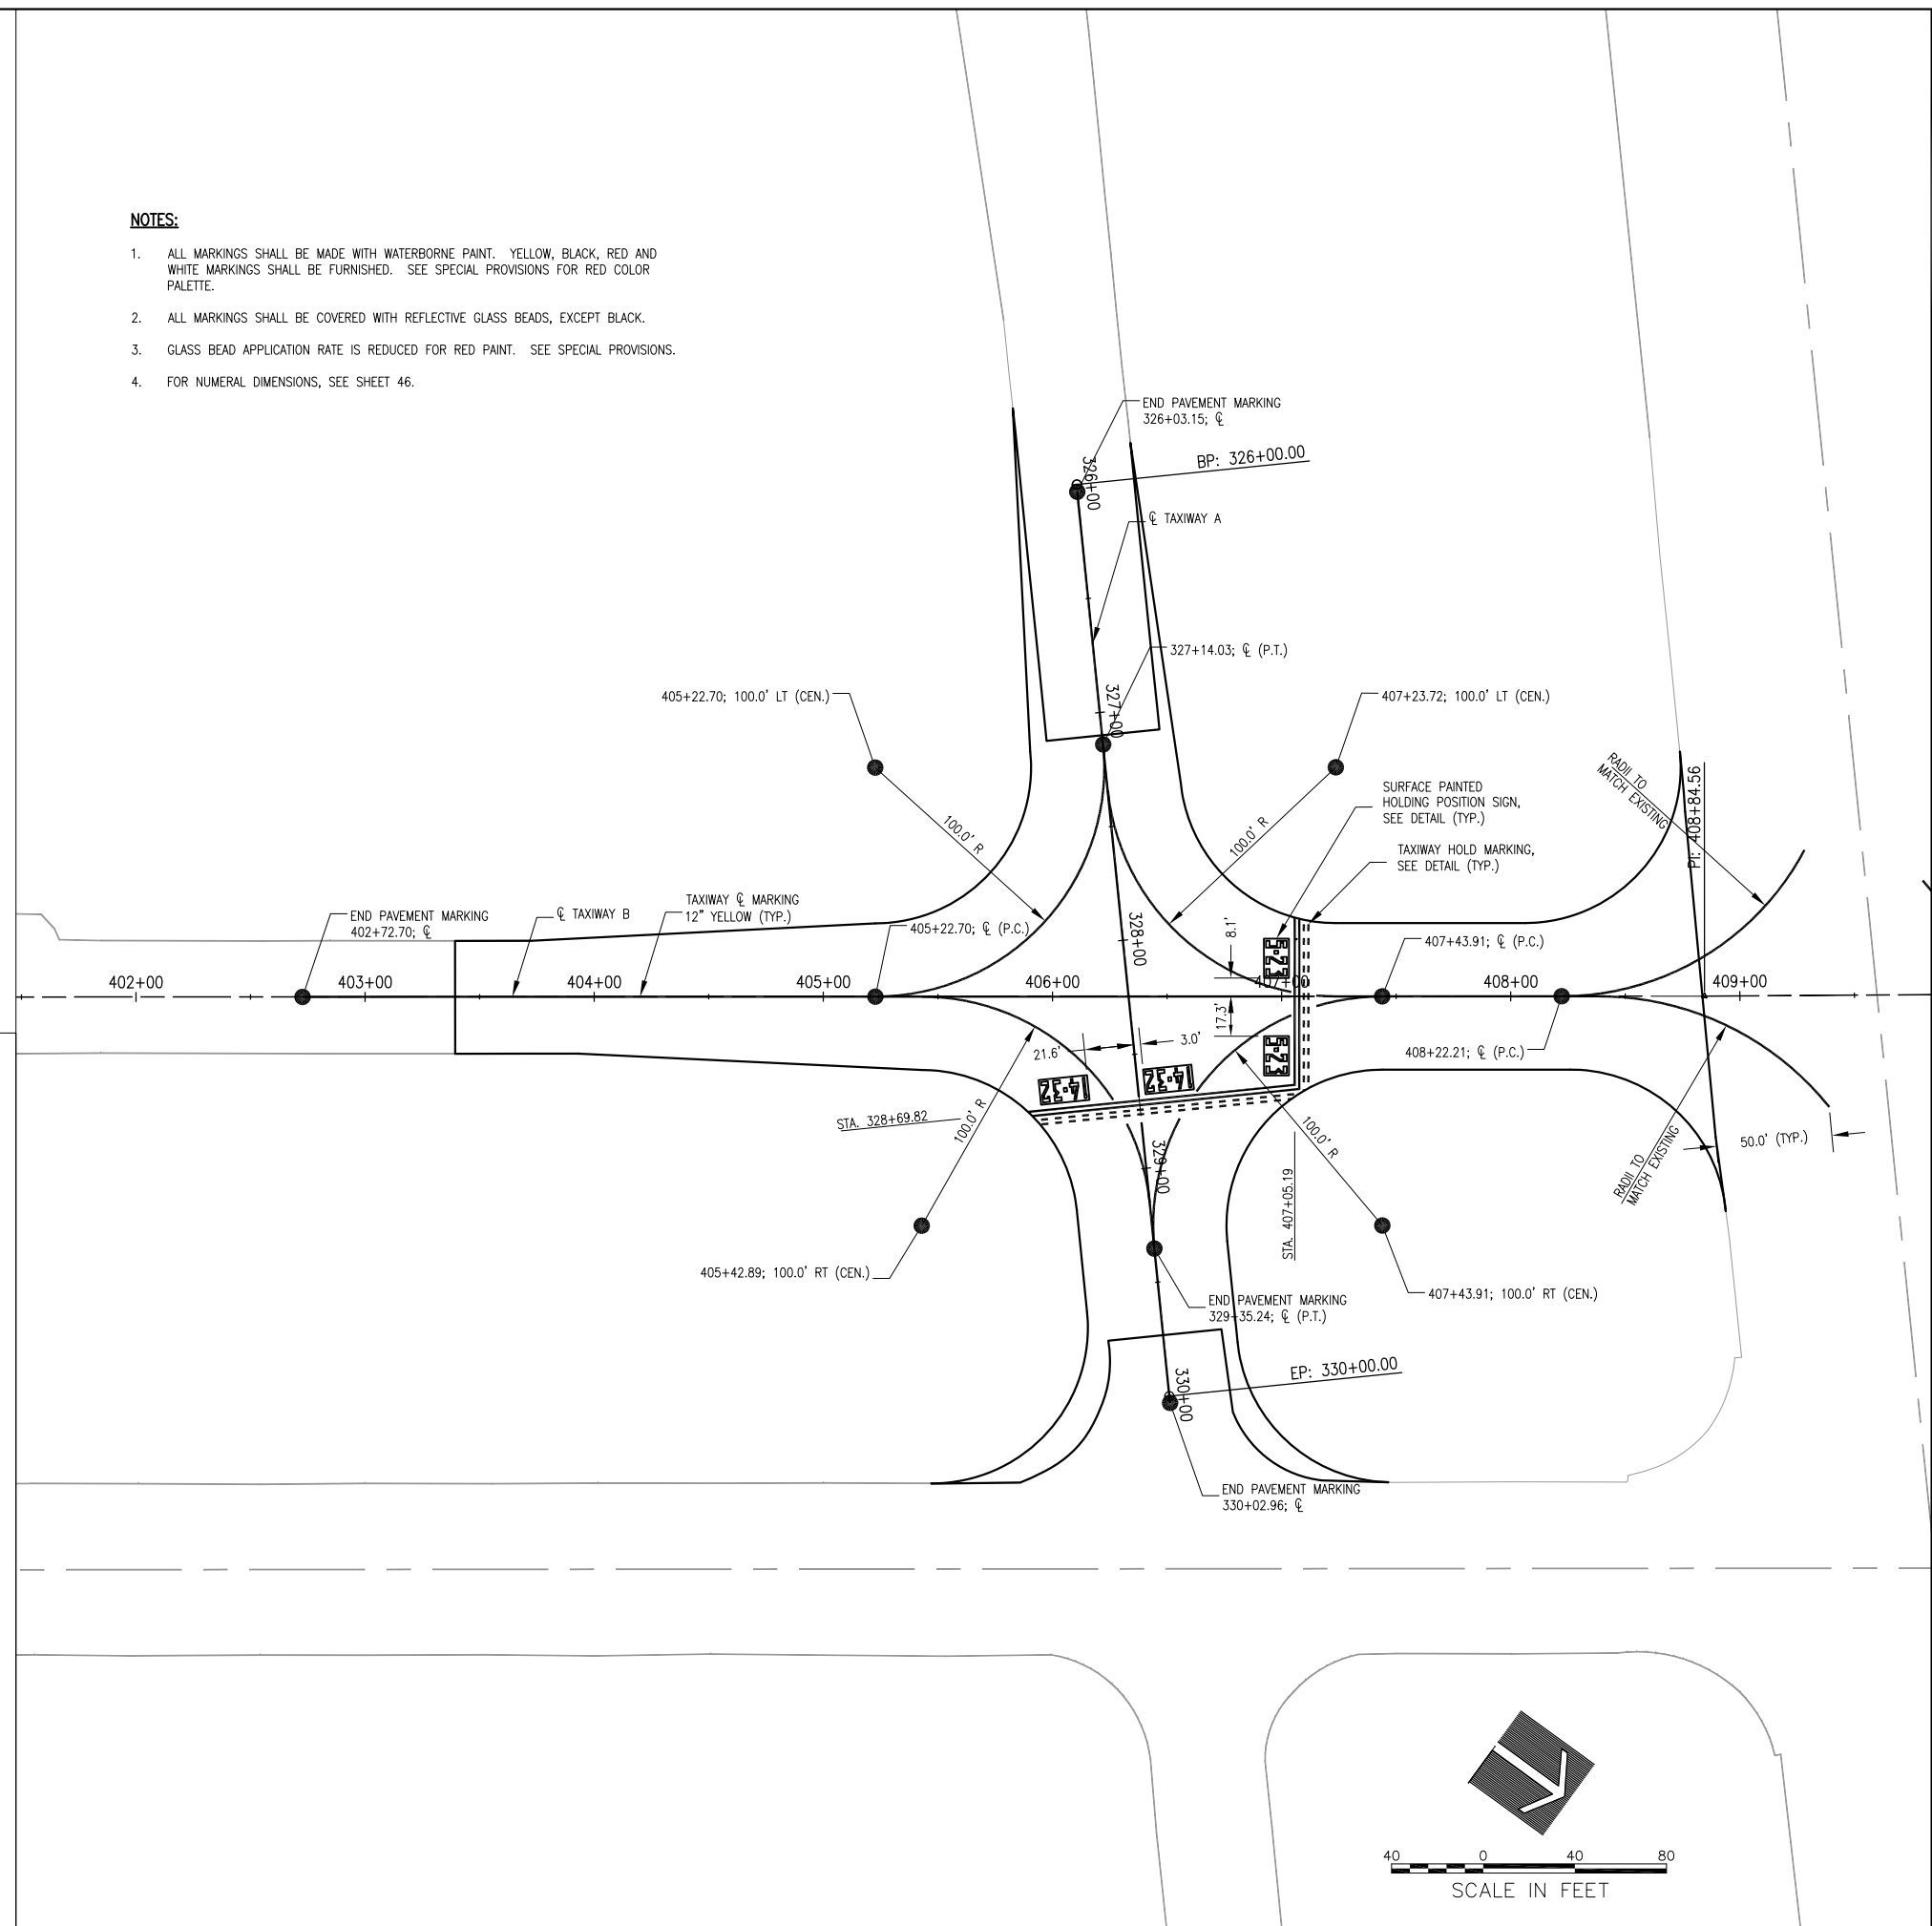 NOTES:
1. ALL MARKINGS SHALL BE MADE WITH WATERBORNE PAINT. YELLOW, BLACK, RED AND
WHITE MARKINGS SHALL BE FURNISHED. SEE SPECIAL PROVISIONS FOR RED COLOR
PALETTE.
2. ALL MARKINGS SHALL BE COVERED WITH REFLECTIVE GLASS BEADS, EXCEPT BLACK.
3. GLASS BEAD APPLICATION RATE IS REDUCED FOR RED PAINT. SEE SPECIAL PROVISIONS.
4. FOR NUMERAL DIMENSIONS, SEE SHEET 46.
END PAVEMENT MARKING
326+03.15; ℄
BP: 326+00.00
326+00
℄ TAXIWAY A
327+14.03; ℄ (P.T.)
327+00
405+22.70; 100.0' LT (CEN.)
407+23.72; 100.0' LT (CEN.)
100.0' R
100.0' R
SURFACE PAINTED
HOLDING POSITION SIGN,
SEE DETAIL (TYP.)
TAXIWAY HOLD MARKING,
SEE DETAIL (TYP.)
RADII TO
MATCH EXISTING
PI: 408+84.56
END PAVEMENT MARKING
402+72.70; ℄
℄ TAXIWAY B
TAXIWAY ℄ MARKING
12" YELLOW (TYP.)
405+22.70; ℄ (P.C.)
328+00
8.1'
5-23
407+43.91; ℄ (P.C.)
402+00
403+00
404+00
405+00
406+00
407+00
408+00
409+00
17.3'
21.6'
3.0'
5-23
408+22.21; ℄ (P.C.)
14-32
14-32
STA. 328+69.82
100.0' R
329+00
100.0' R
STA. 407+05.19
50.0' (TYP.)
RADII TO
MATCH EXISTING
405+42.89; 100.0' RT (CEN.)
407+43.91; 100.0' RT (CEN.)
END PAVEMENT MARKING
329+35.24; ℄ (P.T.)
EP: 330+00.00
330+00
END PAVEMENT MARKING
330+02.96; ℄
40 0 40 80
SCALE IN FEET